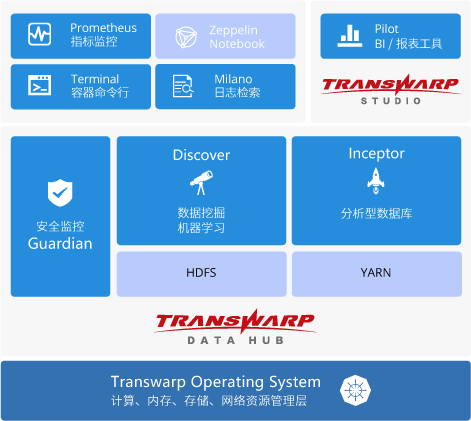 Prometheus
指标监控
Zeppelin
Notebook
Terminal
容器命令行
Milano
日志检索
Pilot
BI / 报表工具
TRANSWARP
STUDIO
安全监控
Guardian
Discover
数据挖掘
机器学习
Inceptor
分析型数据库
HDFS
YARN
TRANSWARP
DATA HUB
Transwarp Operating System
计算、内存、存储、网络资源管理层